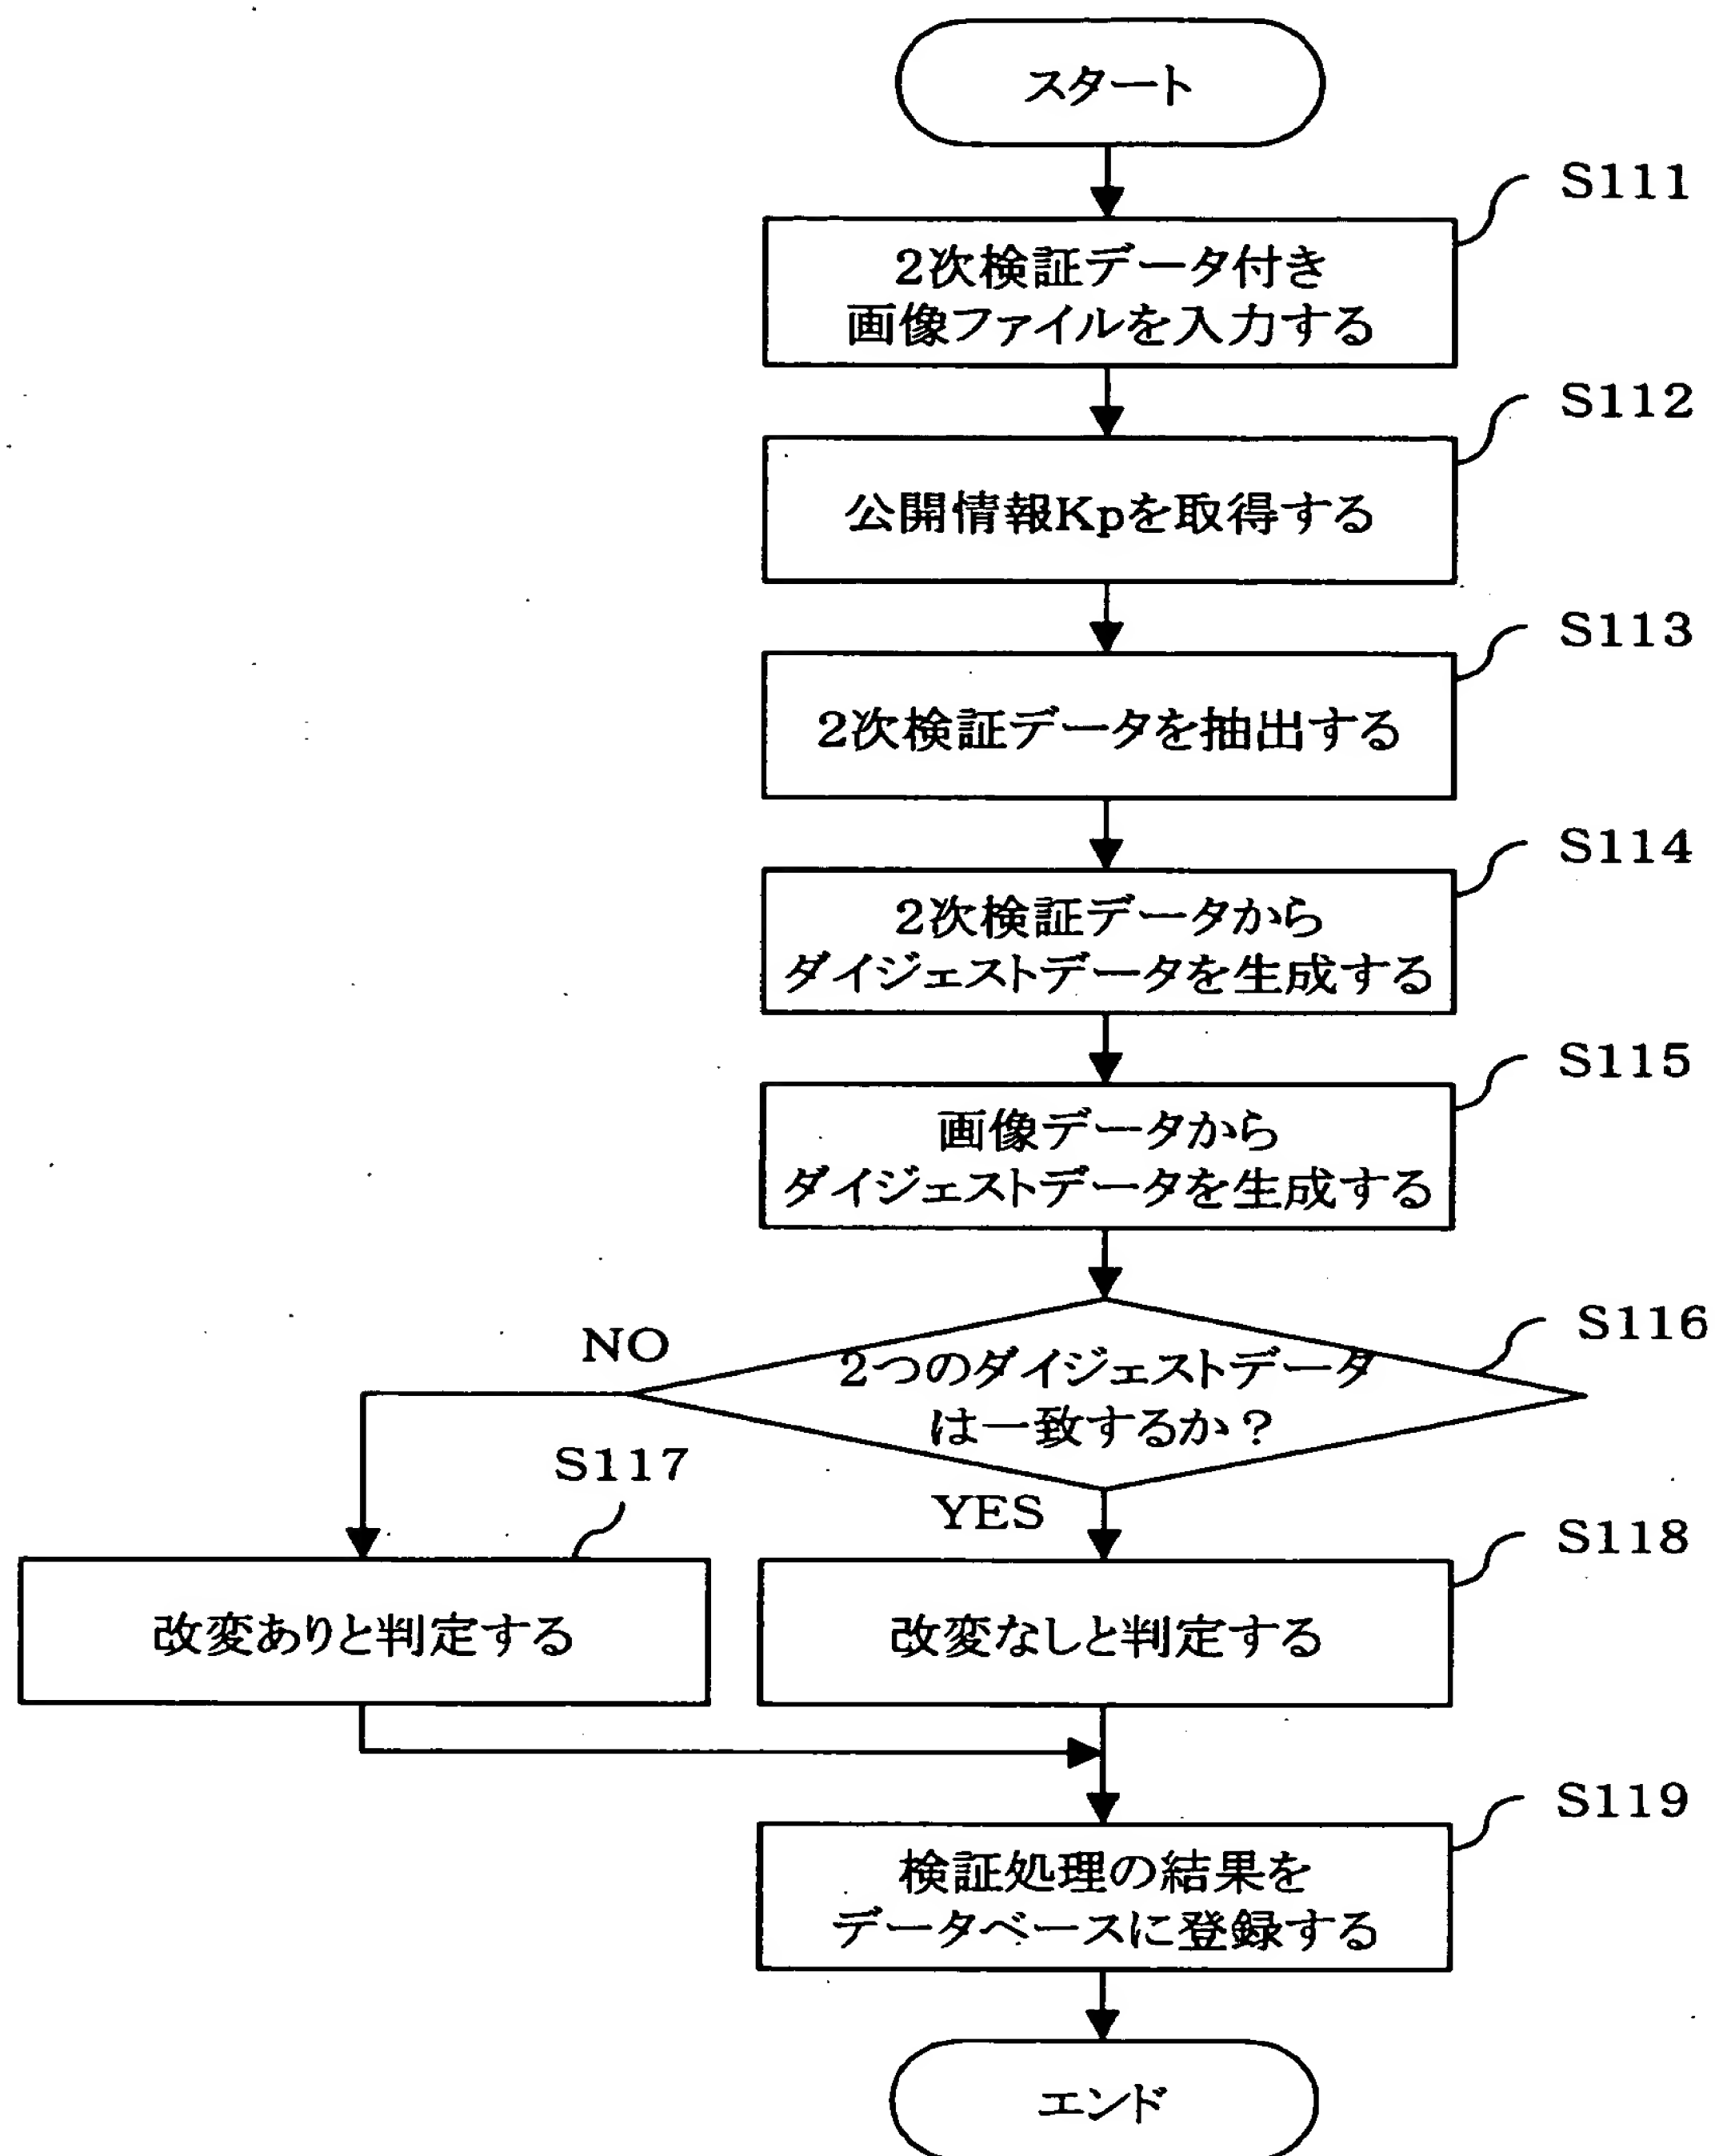 スタート
S111
2次検証データ付き
画像ファイルを入力する
S112
公開情報Kpを取得する
S113
2次検証データを抽出する
S114
2次検証データから
ダイジェストデータを生成する
S115
画像データから
ダイジェストデータを生成する
S116
NO
2つのダイジェストデータ
は一致するか？
S117
YES
S118
改変ありと判定する
改変なしと判定する
S119
検証処理の結果を
データベースに登録する
エンド